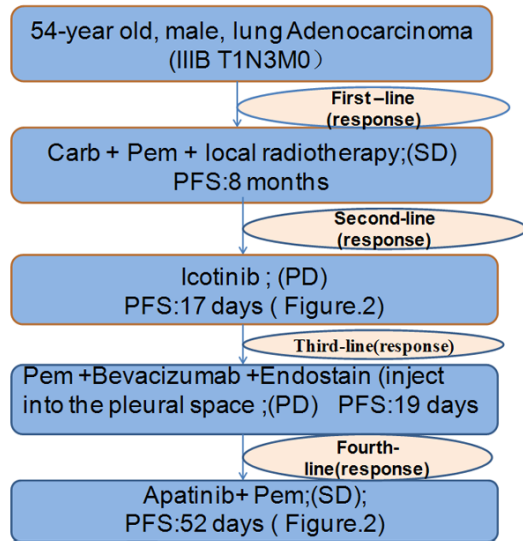 54-year old, male, lung Adenocarcinoma
(IIIB T1N3M0）
First–line
(response)
Carb + Pem + local radiotherapy;(SD)
PFS:8 months
Second-line
(response)
Icotinib ; (PD)
PFS:17 days ( Figure.2)
Third-line(response)
Pem +Bevacizumab +Endostain (inject
into the pleural space ;(PD) PFS:19 days
Fourth-
line(response)
Apatinib+ Pem;(SD);
PFS:52 days ( Figure.2)